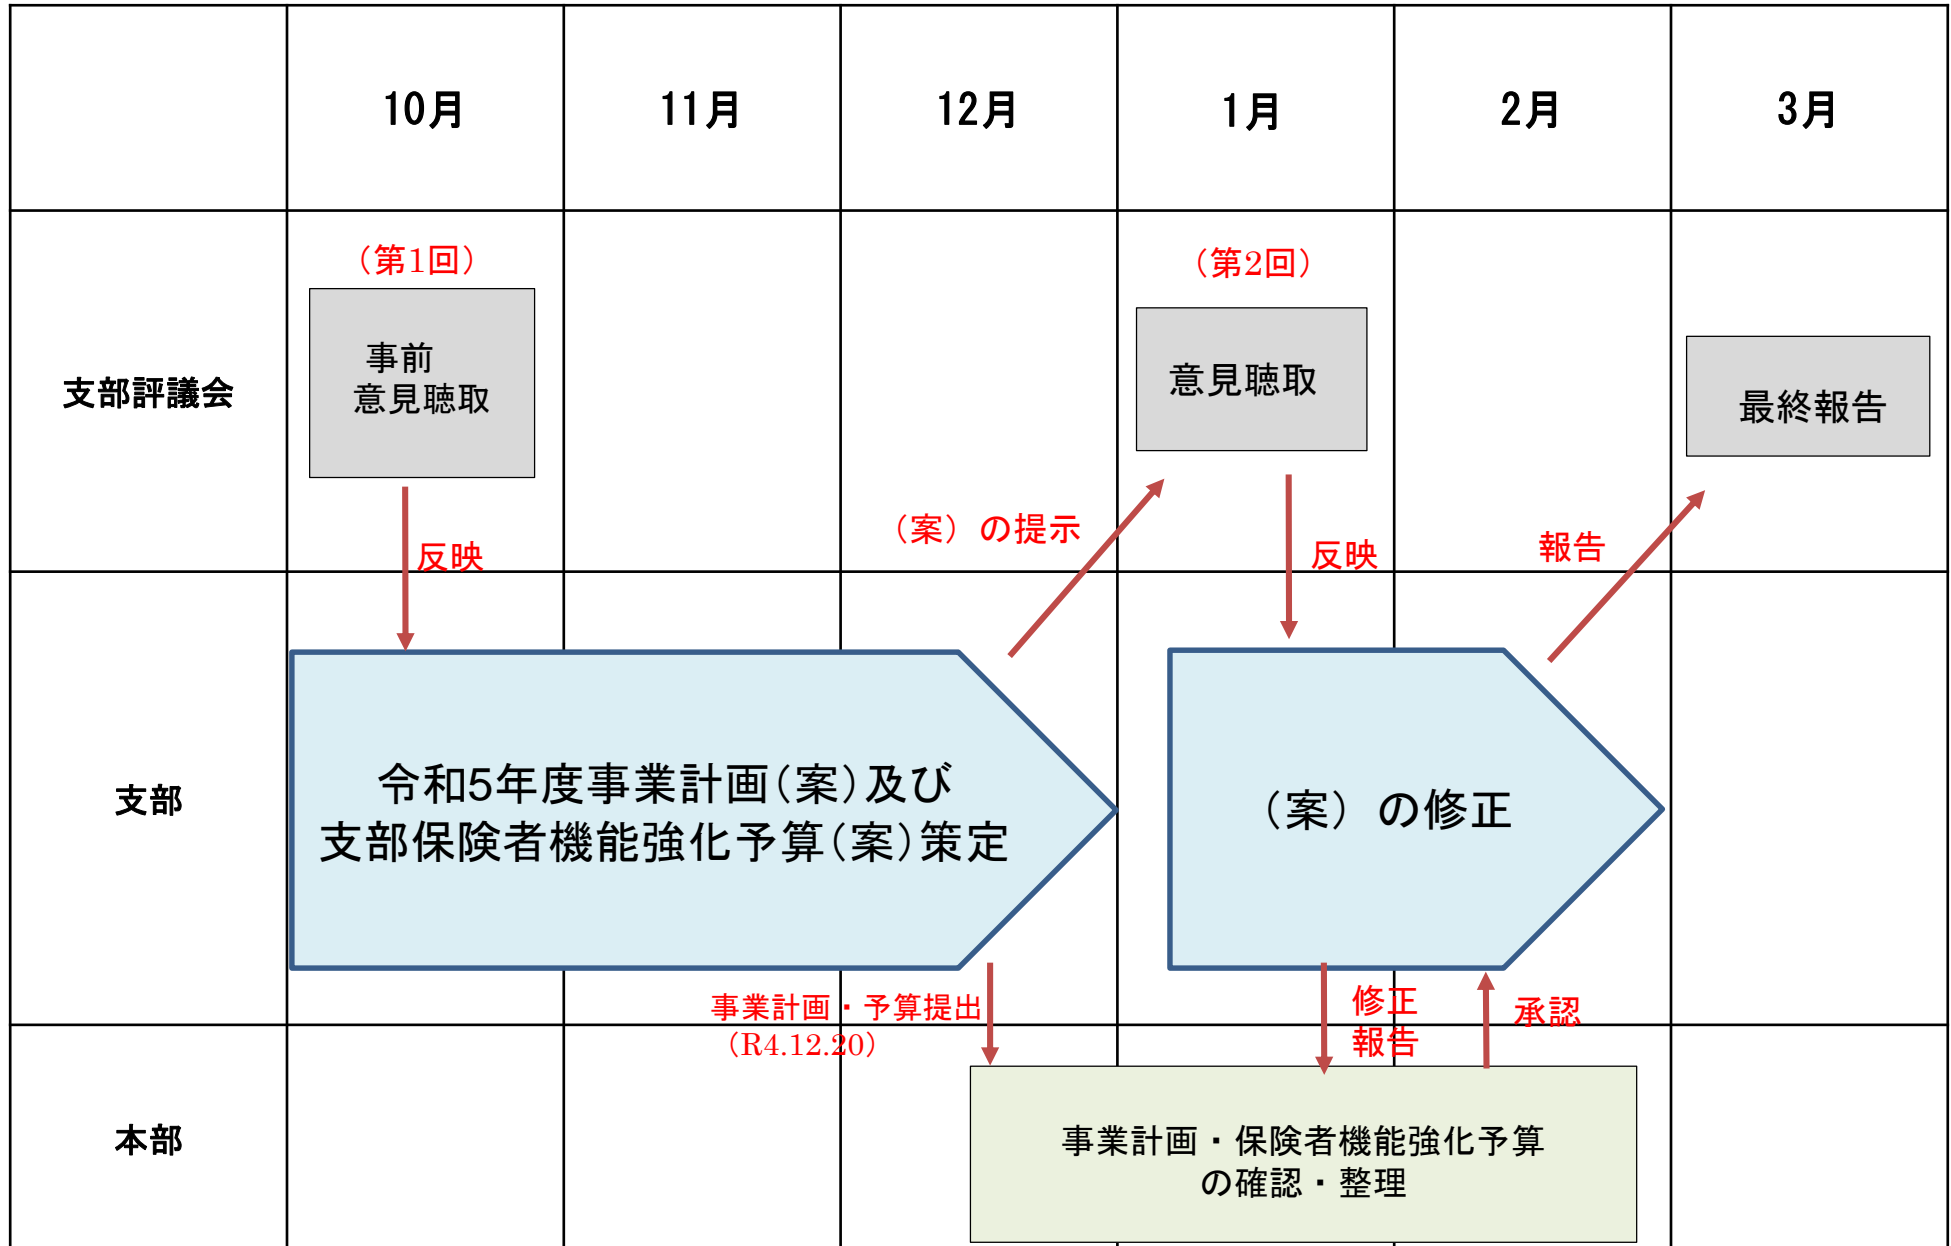 10月
11月
12月
1月
2月
3月
支部評議会
（第1回）
事前
意見聴取
（第2回）
意見聴取
最終報告
反映
（案）の提示
反映
報告
支部
令和5年度事業計画（案）及び
支部保険者機能強化予算（案）策定
（案）の修正
事業計画・予算提出
（R4.12.20）
修正
報告
承認
本部
事業計画・保険者機能強化予算
の確認・整理